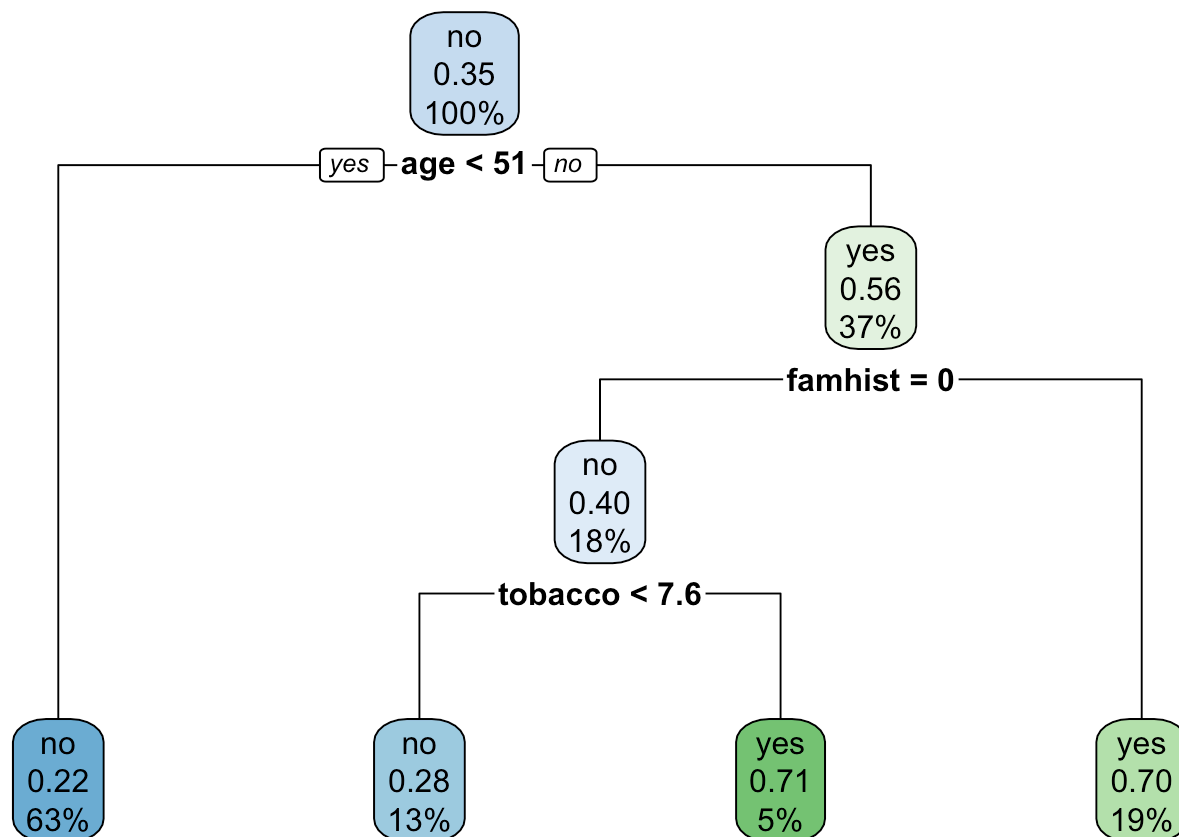 no
0.35
100%
yes age < 51 no
yes
0.56
37%
famhist = 0
no
0.40
18%
tobacco < 7.6
no
0.22
63%
no
0.28
13%
yes
0.71
5%
yes
0.70
19%